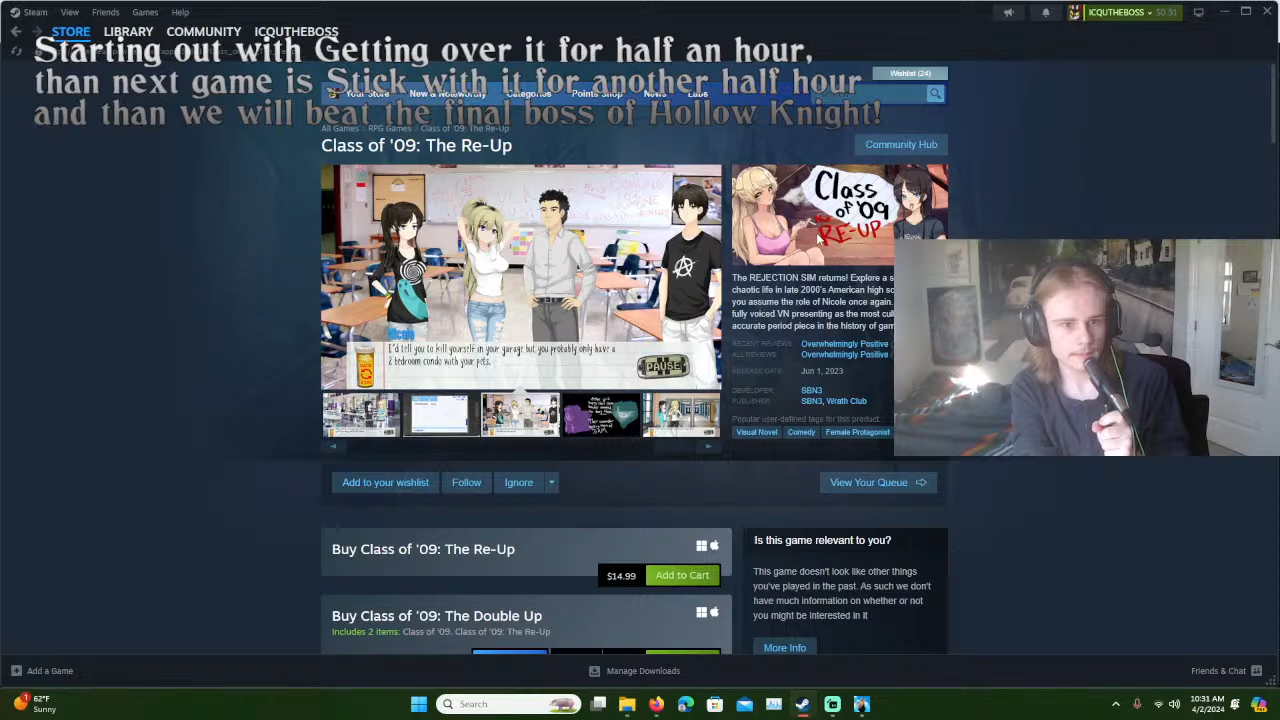 Steam View Friends Games Help
ICQUTHEBOSS $0.31
STORE LIBRARY COMMUNITY ICQUTHEBOSS
Starting out with Getting over it for half an hour,
than next game is Stick with it for another half hour
and than we will beat the final boss of Hollow Knight!
Wishlist (24)
Your Store New & Noteworthy Categories Points Shop News Labs
All Games > RPG Games > Class of '09: The Re-Up
Class of '09: The Re-Up
Community Hub
Class of '09
RE-UP
Nicole
I'd tell you to kill yourself in your garage but you probably only have a
2 bedroom condo with your pets.
PAUSE
The REJECTION SIM returns! Explore a s
chaotic life in late 2000's American high sc
you assume the role of Nicole once again.
fully voiced VN presenting as the most cul
accurate period piece in the history of gam
RECENT REVIEWS: Overwhelmingly Positive
ALL REVIEWS: Overwhelmingly Positive
RELEASE DATE: Jun 1, 2023
DEVELOPER: SBN3
PUBLISHER: SBN3, Wrath Club
Popular user-defined tags for this product:
Visual Novel Comedy Female Protagonist
Add to your wishlist Follow Ignore
View Your Queue
Buy Class of '09: The Re-Up
$14.99 Add to Cart
Buy Class of '09: The Double Up
Includes 2 items: Class of '09, Class of '09: The Re-Up
Is this game relevant to you?
This game doesn't look like other things
you've played in the past. As such we don't
have much information on whether or not
you might be interested in it
More Info
Add a Game
Manage Downloads
Friends & Chat
1
62°F
Sunny
Search
10:31 AM
4/2/2024